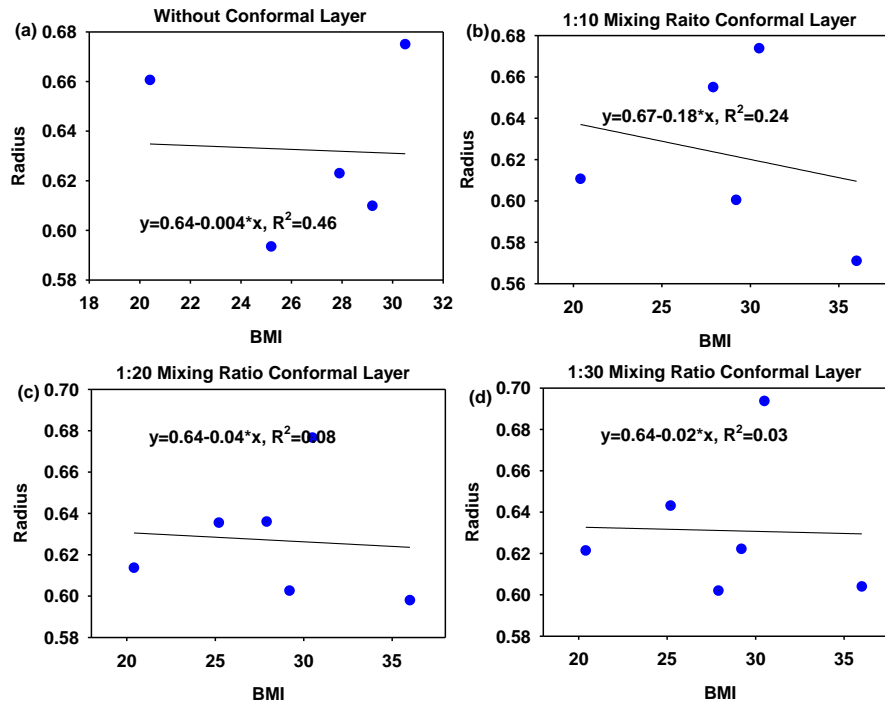 (a)
Without Conformal Layer
0.68
0.66
0.64
0.62
0.60
0.58
Radius
y=0.64-0.004*x, R²=0.46
18 20 22 24 26 28 30 32
BMI
(b)
1:10 Mixing Raito Conformal Layer
0.68
0.66
0.64
0.62
0.60
0.58
0.56
Radius
y=0.67-0.18*x, R²=0.24
20 25 30 35
BMI
(c)
1:20 Mixing Ratio Conformal Layer
0.70
0.68
0.66
0.64
0.62
0.60
0.58
Radius
y=0.64-0.04*x, R²=0.08
20 25 30 35
BMI
(d)
1:30 Mixing Ratio Conformal Layer
0.70
0.68
0.66
0.64
0.62
0.60
0.58
Radius
y=0.64-0.02*x, R²=0.03
20 25 30 35
BMI